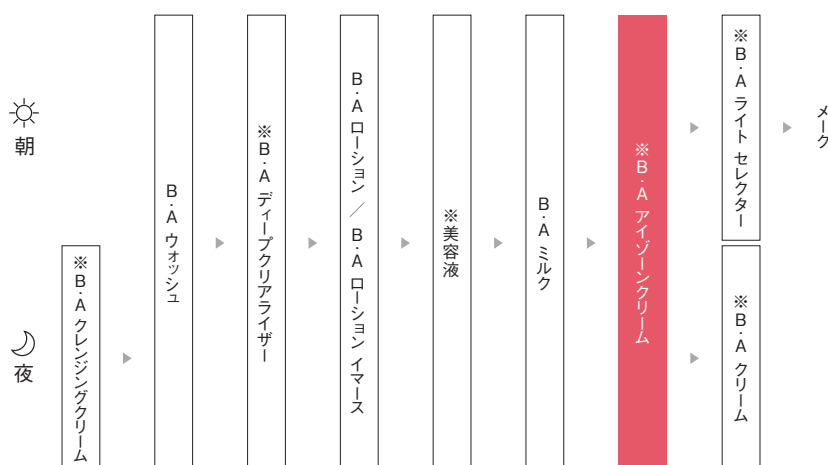 朝
夜
※B.A クレンジングクリーム
B.A ウォッシュ
※B.A ディープクリアライザー
B.A ローション ／ B.A ローション イマース
※美容液
B.A ミルク
※B.A アイゾーンクリーム
※B.A ライト セレクター
※B.A クリーム
メーク